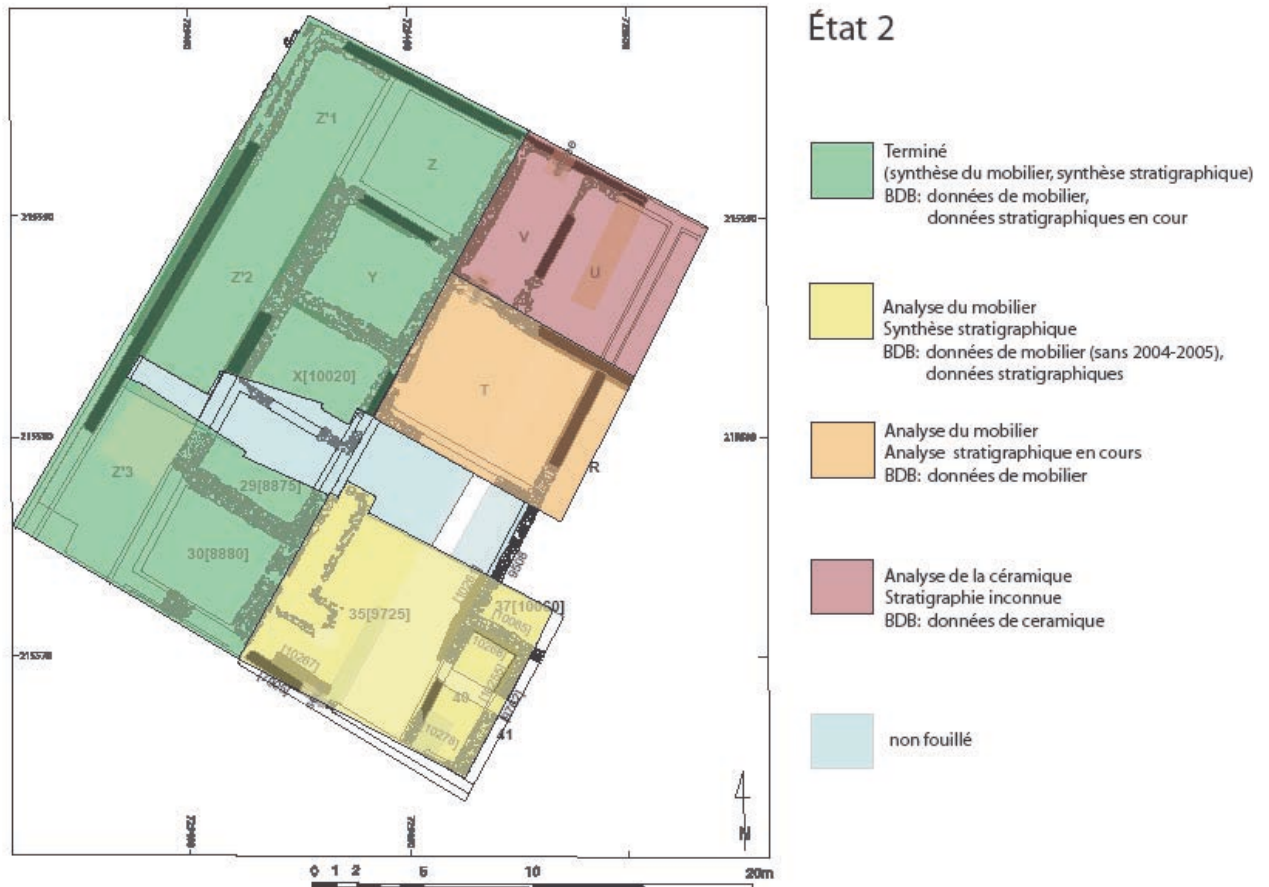 État 2
Terminé
(synthèse du mobilier, synthèse stratigraphique)
BDB: données de mobilier,
données stratigraphiques en cour
Analyse du mobilier
Synthèse stratigraphique
BDB: données de mobilier (sans 2004-2005),
données stratigraphiques
Analyse du mobilier
Analyse stratigraphique en cours
BDB: données de mobilier
Analyse de la céramique
Stratigraphie inconnue
BDB: données de ceramique
non fouillé
Z'1
Z
V
U
Z'2
Y
X[10020]
T
R
Z'3
29[8875]
30[8880]
35[9725]
37[10060]
[10065]
[10267]
40
41
N
0 1 2 5 10 20m